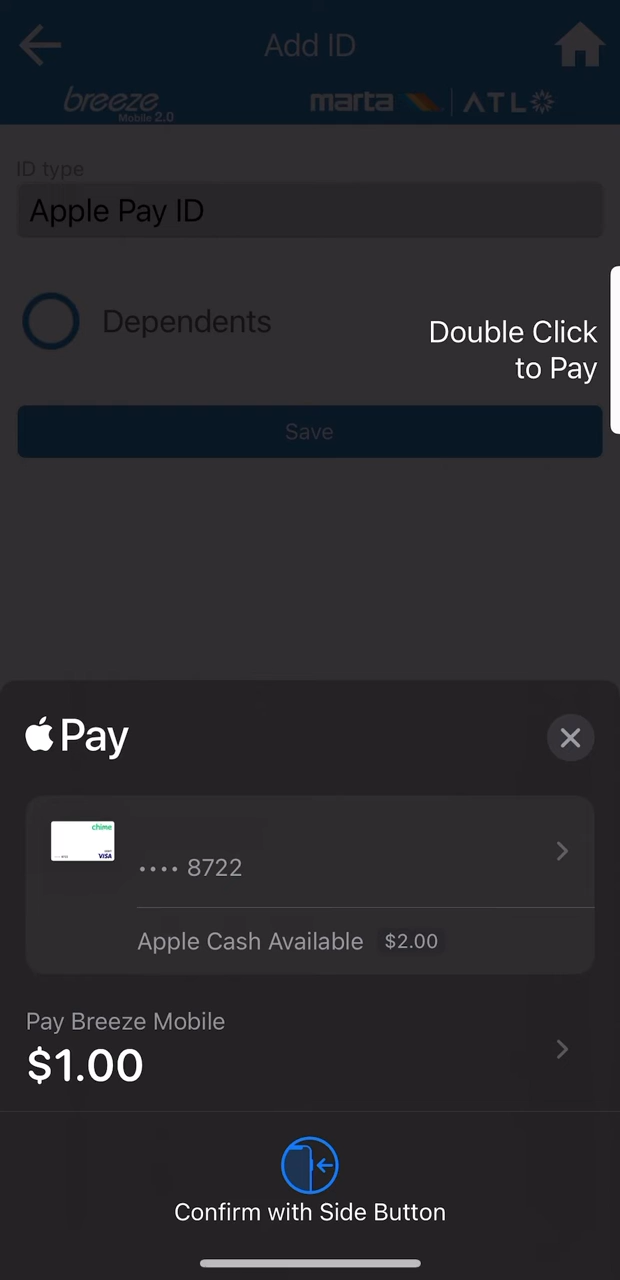 Add ID
breeze
Mobile 2.0
marta
ATL
ID type
Apple Pay ID
Dependents
Double Click
to Pay
Save
Pay
chime
VISA
•••• 8722
Apple Cash Available $2.00
Pay Breeze Mobile
$1.00
Confirm with Side Button